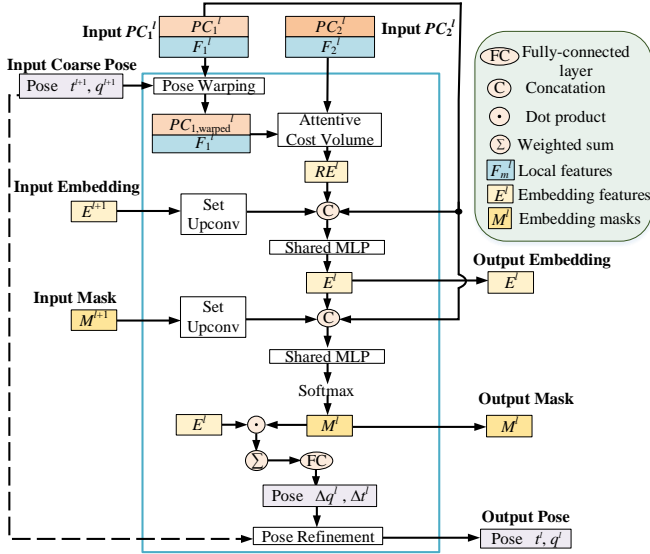 Input PC₁ˡ
PC₁ˡ
F₁ˡ
PC₂ˡ
F₂ˡ
Input PC₂ˡ
Input Coarse Pose
Pose tˡ⁺¹, qˡ⁺¹
Pose Warping
PC₁,warpedˡ
F₁ˡ
Attentive
Cost Volume
REˡ
Input Embedding
Eˡ⁺¹
Set
Upconv
C
Shared MLP
Eˡ
Output Embedding
Eˡ
Input Mask
Mˡ⁺¹
Set
Upconv
C
Shared MLP
Softmax
Eˡ
Mˡ
Output Mask
Mˡ
Σ
FC
Pose Δqˡ , Δtˡ
Pose Refinement
Output Pose
Pose tˡ, qˡ
FC
Fully-connected
layer
C
Concatation
Dot product
Σ
Weighted sum
Fₘˡ
Local features
Eˡ
Embedding features
Mˡ
Embedding masks